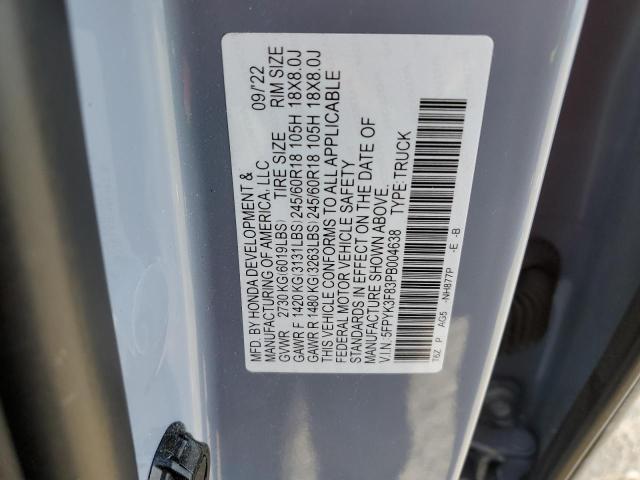 MFD. BY HONDA DEVELOPMENT &
MANUFACTURING OF AMERICA, LLC 09/'22
GVWR 2730 KG(6019LBS) TIRE SIZE RIM SIZE
GAWR F 1420 KG(3131LBS)245/60R18 105H 18X8.0J
GAWR R 1480 KG(3263LBS)245/60R18 105H 18X8.0J
THIS VEHICLE CONFORMS TO ALL APPLICABLE
FEDERAL MOTOR VEHICLE SAFETY
STANDARDS IN EFFECT ON THE DATE OF
MANUFACTURE SHOWN ABOVE.
V.I.N.: 5FPYK3F83PB004638 TYPE:TRUCK
T6Z P AG5 -NH877P -E -B